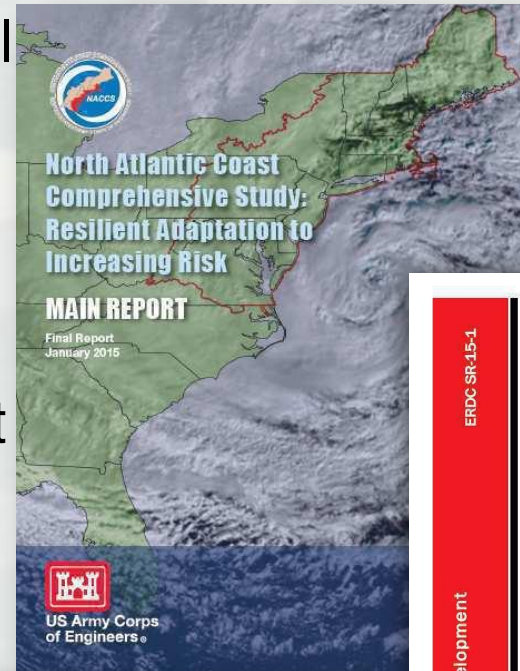 NACCS
North Atlantic Coast
Comprehensive Study:
Resilient Adaptation to
Increasing Risk
MAIN REPORT
Final Report
January 2015
US Army Corps
of Engineers®
ERDC SR-15-1